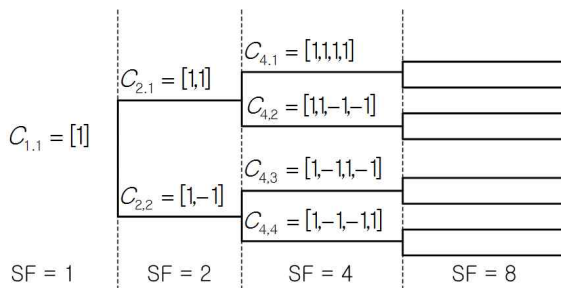 C4.1 = [1,1,1,1]
C2.1 = [1,1]
C4,2 = [1,1,-1,-1]
C1.1 = [1]
C4,3 = [1,-1,1,-1]
C2,2 = [1,-1]
C4,4 = [1,-1,-1,1]
SF = 1 SF = 2 SF = 4 SF = 8